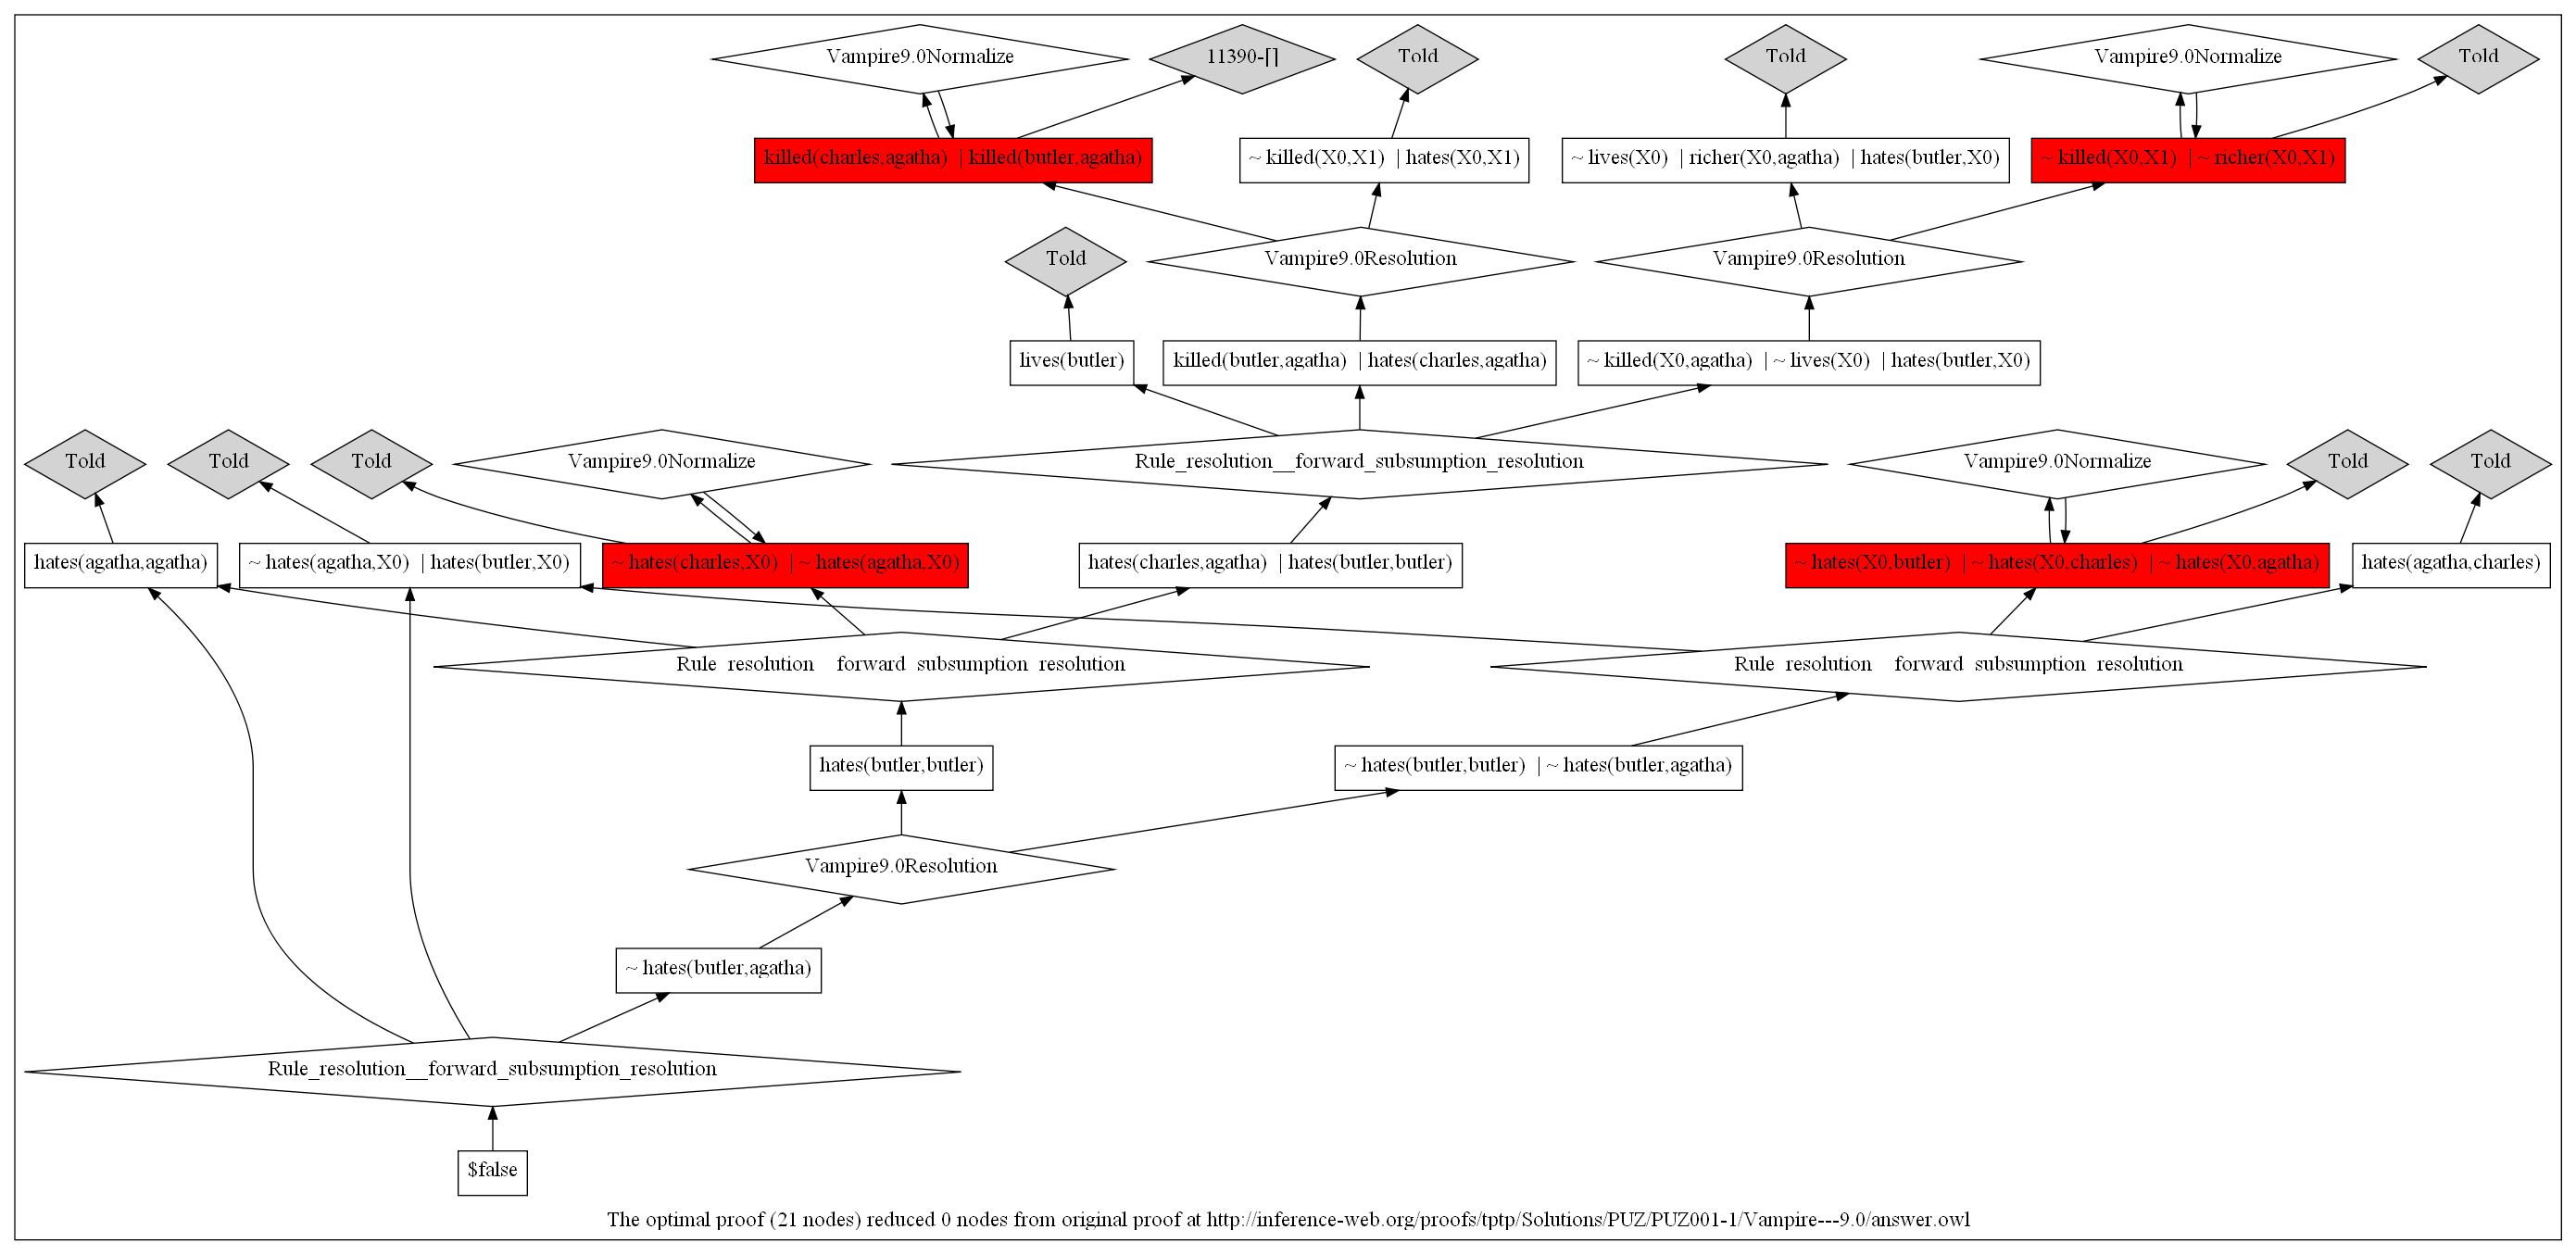 Vampire9.0Normalize
11390-[]
Told
Told
Vampire9.0Normalize
Told
killed(charles,agatha) | killed(butler,agatha)
~ killed(X0,X1) | hates(X0,X1)
~ lives(X0) | richer(X0,agatha) | hates(butler,X0)
~ killed(X0,X1) | ~ richer(X0,X1)
Told
Vampire9.0Resolution
Vampire9.0Resolution
lives(butler)
killed(butler,agatha) | hates(charles,agatha)
~ killed(X0,agatha) | ~ lives(X0) | hates(butler,X0)
Told
Told
Told
Vampire9.0Normalize
Rule_resolution__forward_subsumption_resolution
Vampire9.0Normalize
Told
Told
hates(agatha,agatha)
~ hates(agatha,X0) | hates(butler,X0)
~ hates(charles,X0) | ~ hates(agatha,X0)
hates(charles,agatha) | hates(butler,butler)
~ hates(X0,butler) | ~ hates(X0,charles) | ~ hates(X0,agatha)
hates(agatha,charles)
Rule resolution forward subsumption resolution
Rule resolution forward subsumption resolution
hates(butler,butler)
~ hates(butler,butler) | ~ hates(butler,agatha)
Vampire9.0Resolution
~ hates(butler,agatha)
Rule_resolution__forward_subsumption_resolution
$false
The optimal proof (21 nodes) reduced 0 nodes from original proof at http://inference-web.org/proofs/tptp/Solutions/PUZ/PUZ001-1/Vampire---9.0/answer.owl